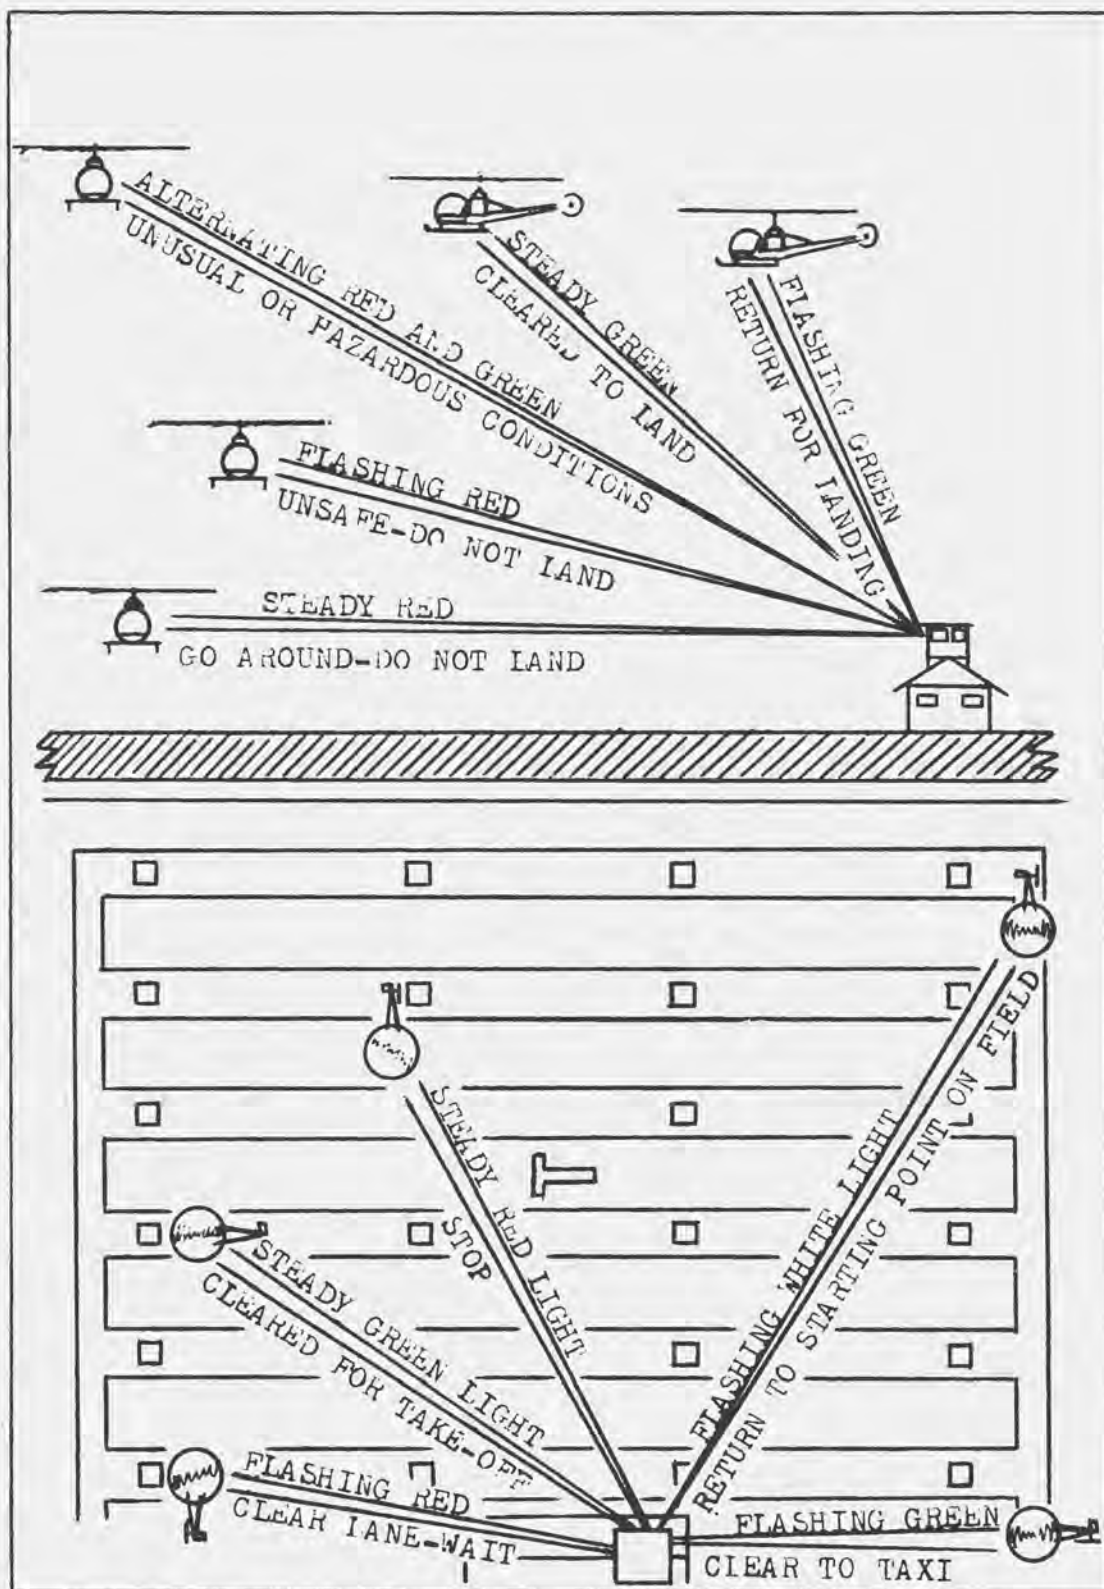 ALTERNATING RED AND GREEN
UNUSUAL OR HAZARDOUS CONDITIONS
STEADY GREEN
CLEARED TO LAND
FLASHING GREEN
RETURN FOR LANDING
FLASHING RED
UNSAFE-DO NOT LAND
STEADY RED
GO AROUND-DO NOT LAND
STEADY RED LIGHT
STOP
FLASHING WHITE LIGHT
RETURN TO STARTING POINT ON FIELD
STEADY GREEN LIGHT
CLEARED FOR TAKE-OFF
FLASHING RED
CLEAR LANE-WAIT
FLASHING GREEN
CLEAR TO TAXI